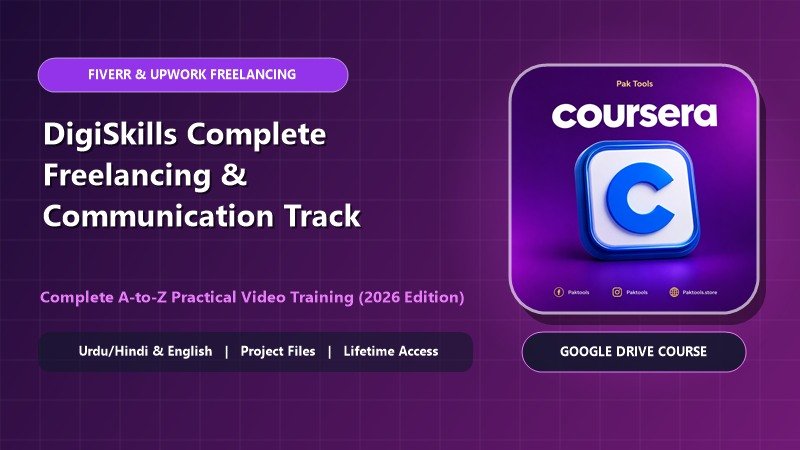 FIVERR & UPWORK FREELANCING
DigiSkills Complete
Freelancing &
Communication Track
Complete A-to-Z Practical Video Training (2026 Edition)
Urdu/Hindi & English | Project Files | Lifetime Access
Pak Tools
coursera
C
Paktools
Paktools
Paktools.store
GOOGLE DRIVE COURSE